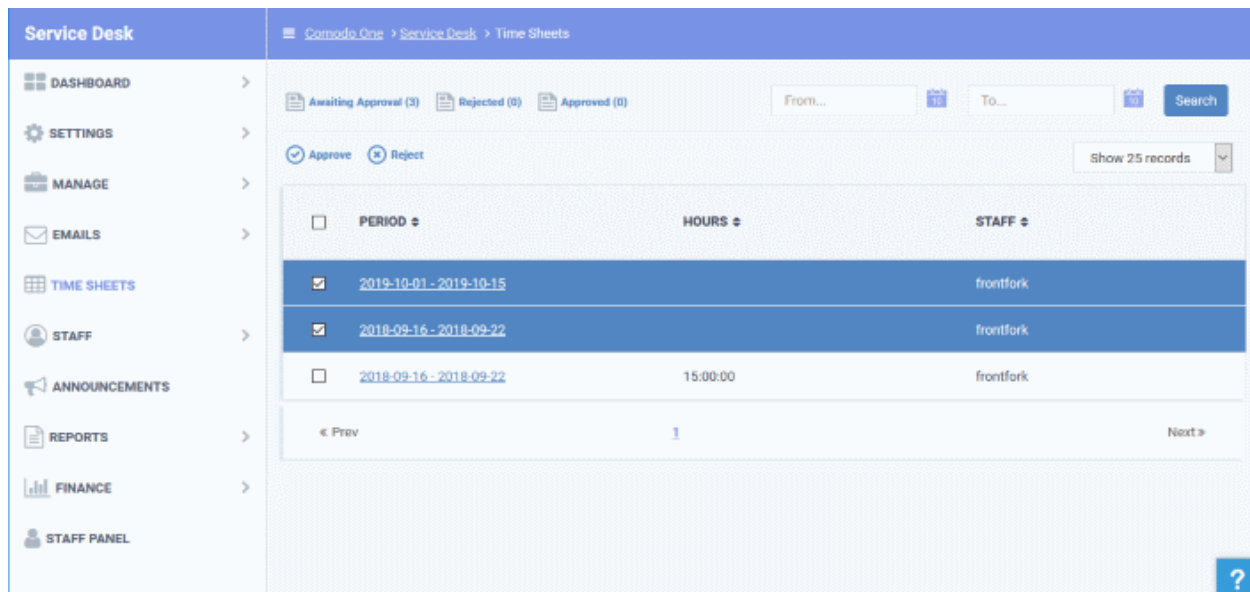 Service Desk
Comodo One > Service Desk > Time Sheets
DASHBOARD
SETTINGS
MANAGE
EMAILS
TIME SHEETS
STAFF
ANNOUNCEMENTS
REPORTS
FINANCE
STAFF PANEL
Awaiting Approval (3) Rejected (0) Approved (0) From... 10 To... 10 Search
Approve Reject Show 25 records
PERIOD HOURS STAFF
2019-10-01 - 2019-10-15 frontfork
2018-09-16 - 2018-09-22 frontfork
2018-09-16 - 2018-09-22 15:00:00 frontfork
« Prev 1 Next »
?